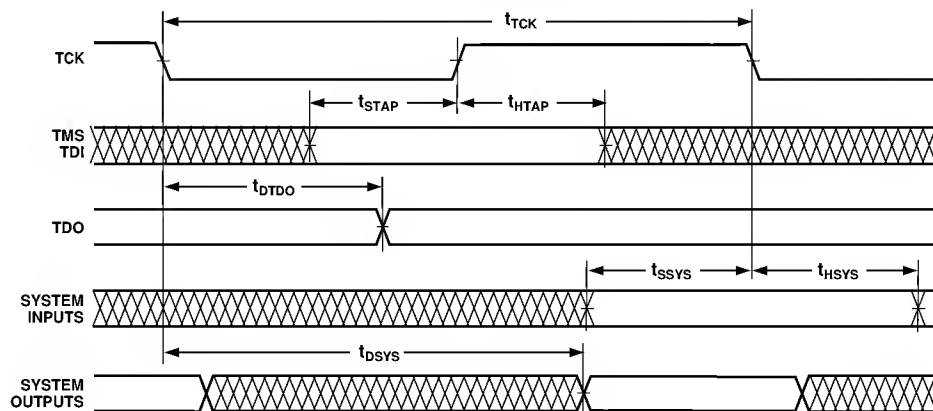 tTCK
TCK
tSTAP
tHTAP
TMS
TDI
tDTDO
TDO
tSSYS
tHSYS
SYSTEM
INPUTS
tDSYS
SYSTEM
OUTPUTS